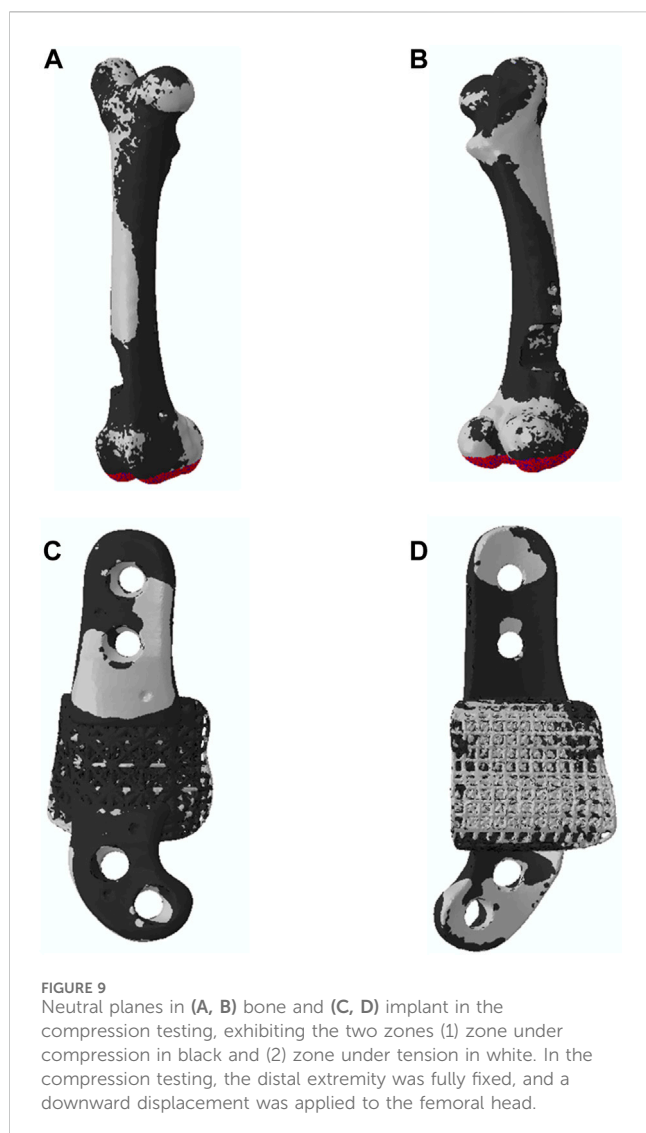 A
B
C
D
FIGURE 9
Neutral planes in (A, B) bone and (C, D) implant in the
compression testing, exhibiting the two zones (1) zone under
compression in black and (2) zone under tension in white. In the
compression testing, the distal extremity was fully fixed, and a
downward displacement was applied to the femoral head.